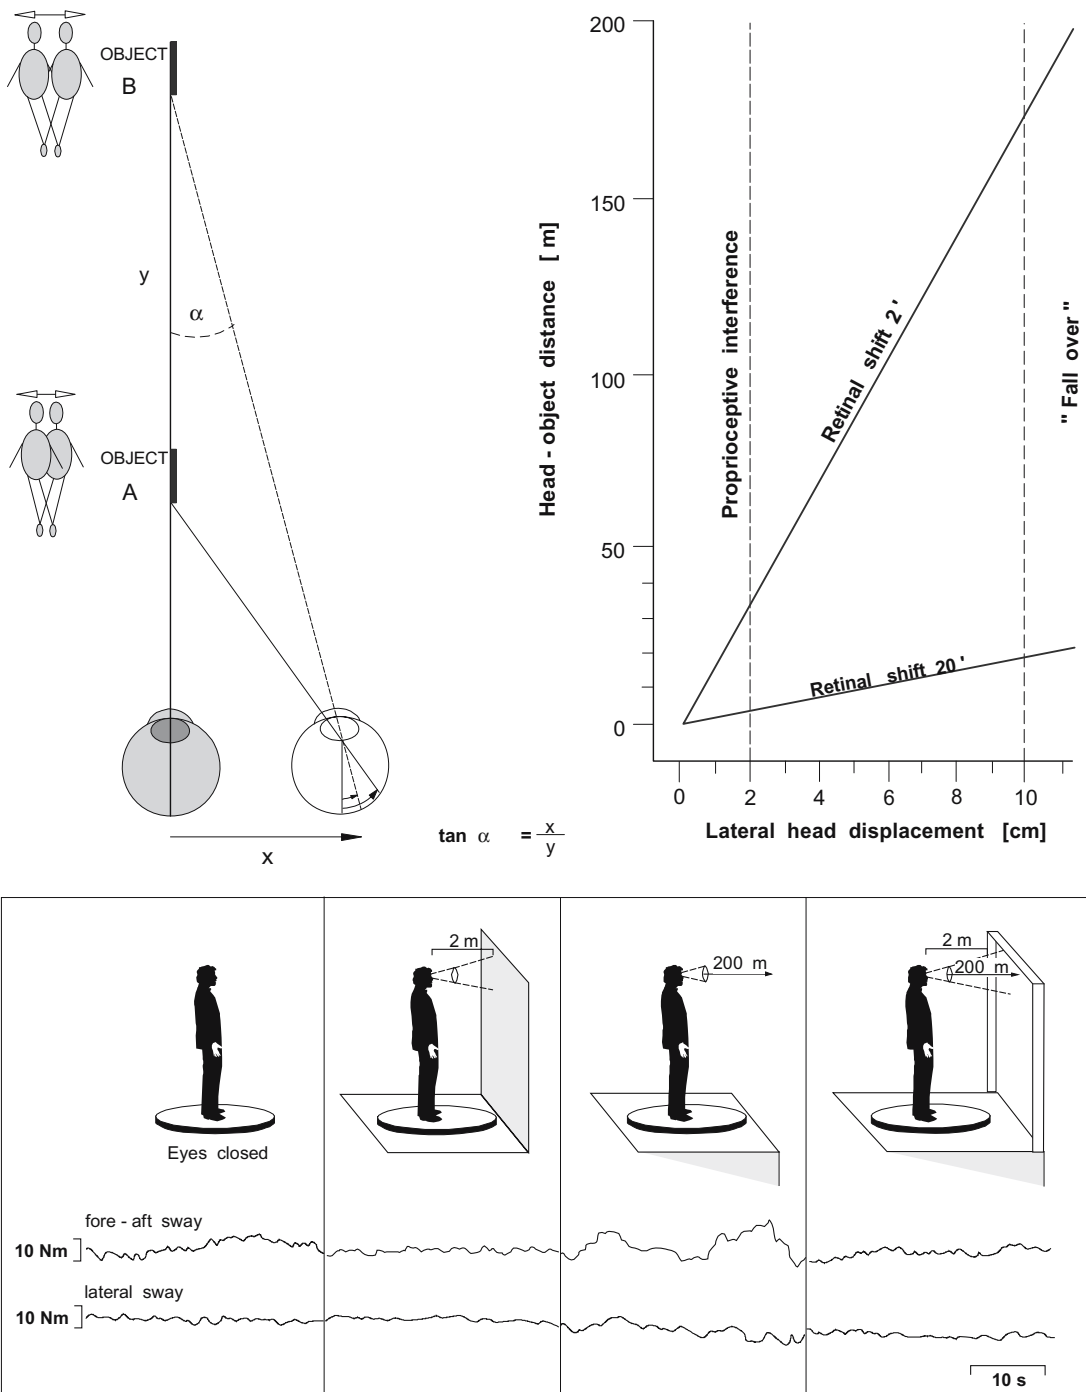 OBJECT
B
y
α
OBJECT
A
x
tan α = x/y
Head - object distance [ m]
200
150
100
50
0
Proprioceptive interference
Retinal shift 2 '
Retinal shift 20 '
" Fall over "
0 2 4 6 8 10
Lateral head displacement [cm]
Eyes closed
2 m
200 m
2 m
200 m
fore - aft sway
10 Nm
lateral sway
10 Nm
10 s